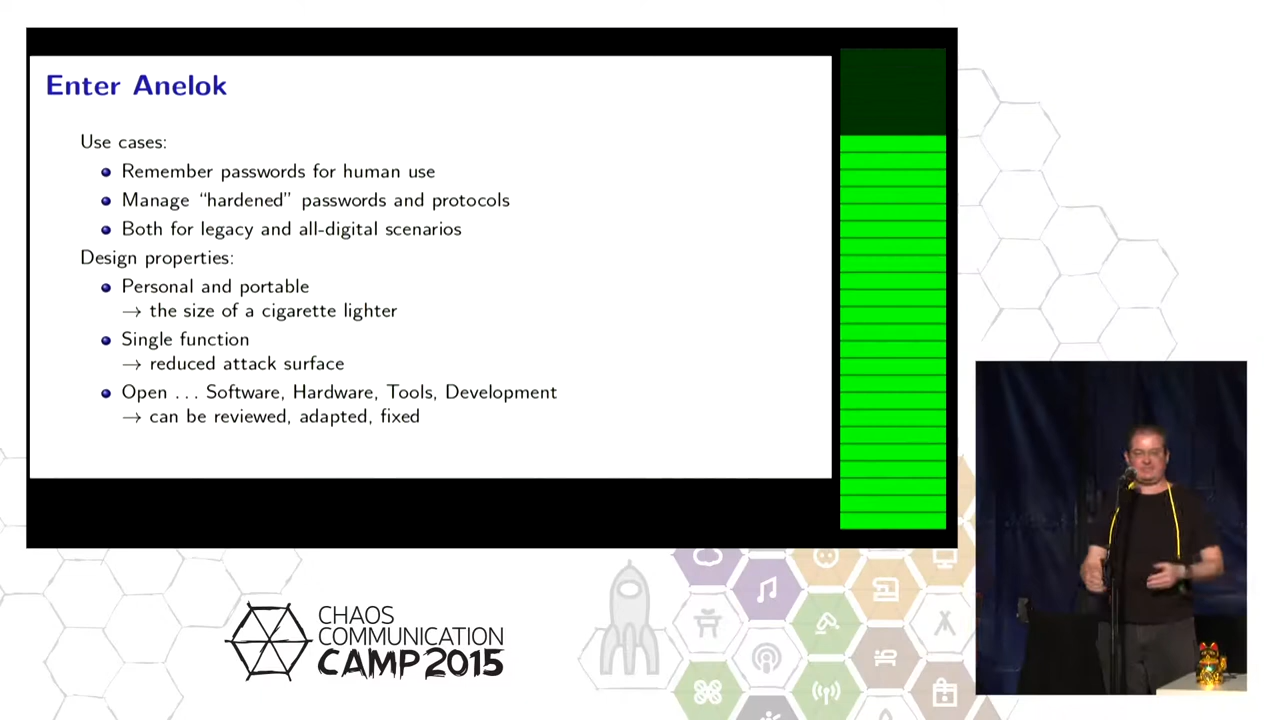 Enter Anelok
Use cases:
Remember passwords for human use
Manage “hardened” passwords and protocols
Both for legacy and all-digital scenarios
Design properties:
Personal and portable
→ the size of a cigarette lighter
Single function
→ reduced attack surface
Open . . . Software, Hardware, Tools, Development
→ can be reviewed, adapted, fixed
CHAOS
COMMUNICATION
CAMP 2015